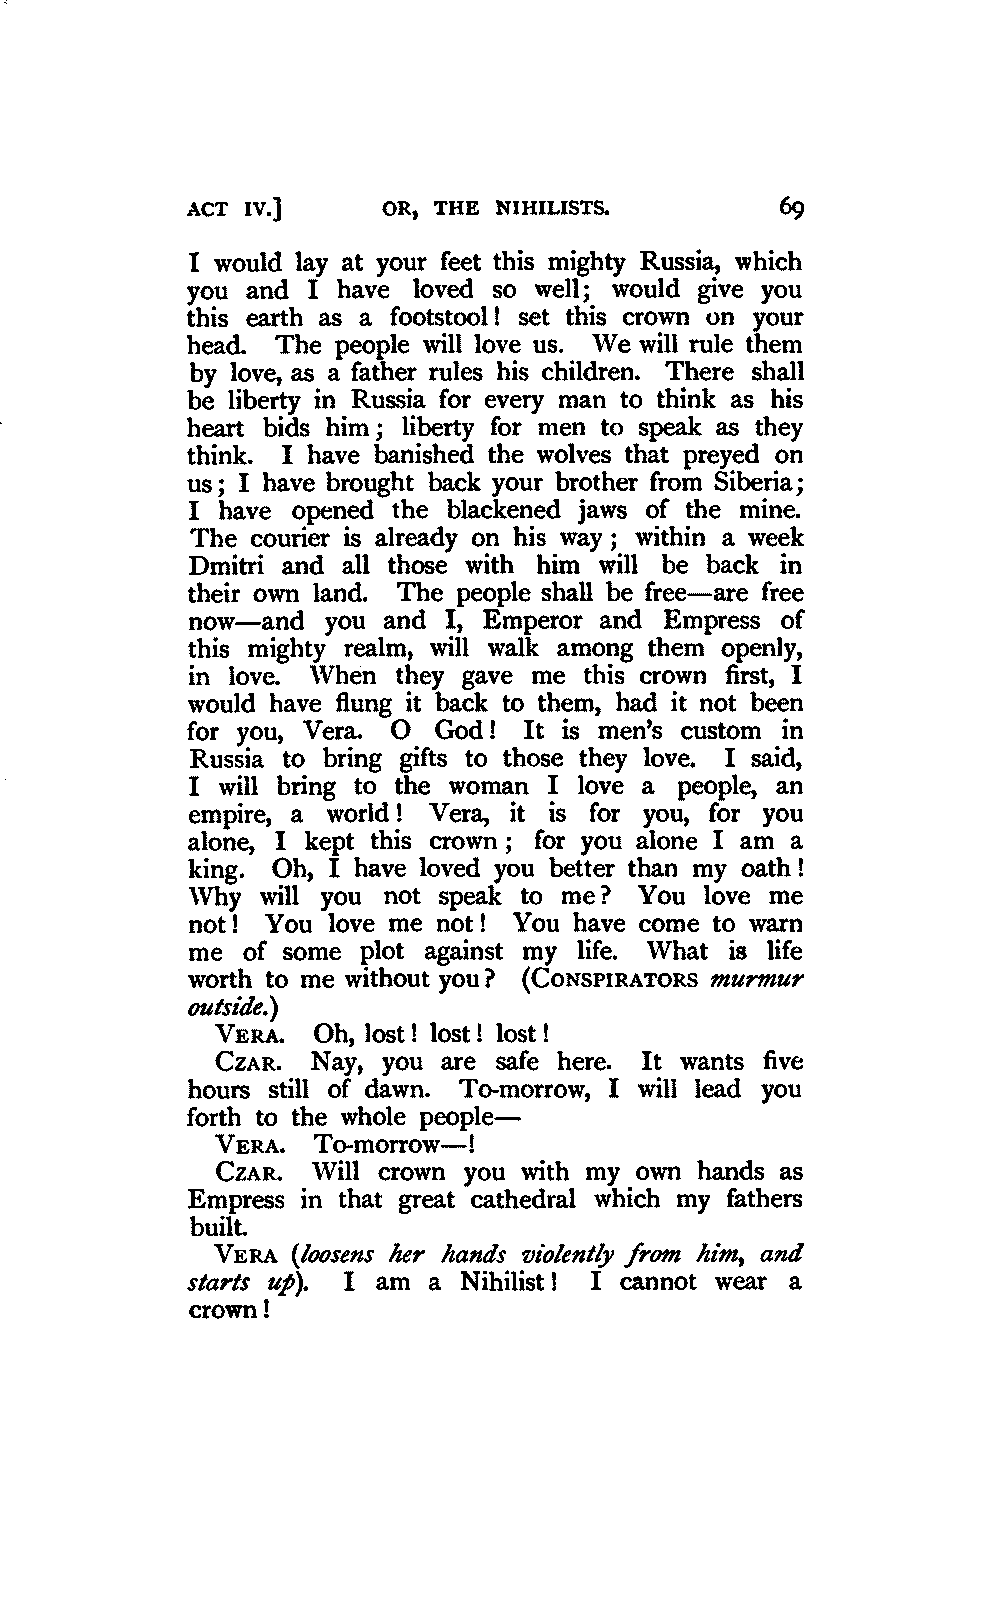 ACT IV.] OR, THE NIHILISTS. 69
I would lay at your feet this mighty Russia, which
you and I have loved so well; would give you
this earth as a footstool! set this crown on your
head. The people will love us. We will rule them
by love, as a father rules his children. There shall
be liberty in Russia for every man to think as his
heart bids him; liberty for men to speak as they
think. I have banished the wolves that preyed on
us; I have brought back your brother from Siberia;
I have opened the blackened jaws of the mine.
The courier is already on his way; within a week
Dmitri and all those with him will be back in
their own land. The people shall be free—are free
now—and you and I, Emperor and Empress of
this mighty realm, will walk among them openly,
in love. When they gave me this crown first, I
would have flung it back to them, had it not been
for you, Vera. O God! It is men's custom in
Russia to bring gifts to those they love. I said,
I will bring to the woman I love a people, an
empire, a world! Vera, it is for you, for you
alone, I kept this crown; for you alone I am a
king. Oh, I have loved you better than my oath!
Why will you not speak to me? You love me
not! You love me not! You have come to warn
me of some plot against my life. What is life
worth to me without you? (CONSPIRATORS murmur
outside.)
VERA. Oh, lost! lost! lost!
CZAR. Nay, you are safe here. It wants five
hours still of dawn. To-morrow, I will lead you
forth to the whole people—
VERA. To-morrow—!
CZAR. Will crown you with my own hands as
Empress in that great cathedral which my fathers
built.
VERA (loosens her hands violently from him, and
starts up). I am a Nihilist! I cannot wear a
crown!